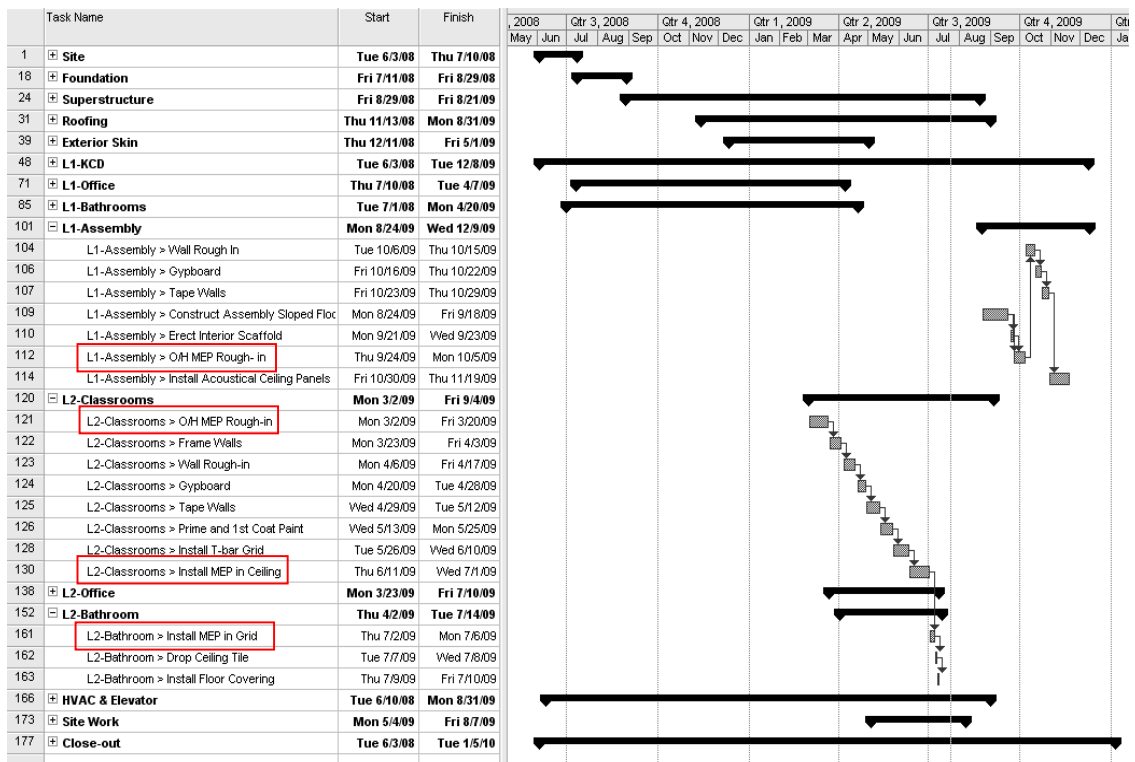 Task Name Start Finish , 2008 Qtr 3, 2008 Qtr 4, 2008 Qtr 1, 2009 Qtr 2, 2009 Qtr 3, 2009 Qtr 4, 2009 Qt
May Jun Jul Aug Sep Oct Nov Dec Jan Feb Mar Apr May Jun Jul Aug Sep Oct Nov Dec Ja
1 Site Tue 6/3/08 Thu 7/10/08
18 Foundation Fri 7/11/08 Fri 8/29/08
24 Superstructure Fri 8/29/08 Fri 8/21/09
31 Roofing Thu 11/13/08 Mon 8/31/09
39 Exterior Skin Thu 12/11/08 Fri 5/1/09
48 L1-KCD Tue 6/3/08 Tue 12/8/09
71 L1-Office Thu 7/10/08 Tue 4/7/09
85 L1-Bathrooms Tue 7/1/08 Mon 4/20/09
101 L1-Assembly Mon 8/24/09 Wed 12/9/09
104 L1-Assembly > Wall Rough In Tue 10/6/09 Thu 10/15/09
106 L1-Assembly > Gypboard Fri 10/16/09 Thu 10/22/09
107 L1-Assembly > Tape Walls Fri 10/23/09 Thu 10/29/09
109 L1-Assembly > Construct Assembly Sloped Floc Mon 8/24/09 Fri 9/18/09
110 L1-Assembly > Erect Interior Scaffold Mon 9/21/09 Wed 9/23/09
112 L1-Assembly > O/H MEP Rough- in Thu 9/24/09 Mon 10/5/09
114 L1-Assembly > Install Acoustical Ceiling Panels Fri 10/30/09 Thu 11/19/09
120 L2-Classrooms Mon 3/2/09 Fri 9/4/09
121 L2-Classrooms > O/H MEP Rough-in Mon 3/2/09 Fri 3/20/09
122 L2-Classrooms > Frame Walls Mon 3/23/09 Fri 4/3/09
123 L2-Classrooms > Wall Rough-in Mon 4/6/09 Fri 4/17/09
124 L2-Classrooms > Gypboard Mon 4/20/09 Tue 4/28/09
125 L2-Classrooms > Tape Walls Wed 4/29/09 Tue 5/12/09
126 L2-Classrooms > Prime and 1st Coat Paint Wed 5/13/09 Mon 5/25/09
128 L2-Classrooms > Install T-bar Grid Tue 5/26/09 Wed 6/10/09
130 L2-Classrooms > Install MEP in Ceiling Thu 6/11/09 Wed 7/1/09
138 L2-Office Mon 3/23/09 Fri 7/10/09
152 L2-Bathroom Thu 4/2/09 Tue 7/14/09
161 L2-Bathroom > Install MEP in Grid Thu 7/2/09 Mon 7/6/09
162 L2-Bathroom > Drop Ceiling Tile Tue 7/7/09 Wed 7/8/09
163 L2-Bathroom > Install Floor Covering Thu 7/9/09 Fri 7/10/09
166 HVAC & Elevator Tue 6/10/08 Mon 8/31/09
173 Site Work Mon 5/4/09 Fri 8/7/09
177 Close-out Tue 6/3/08 Tue 1/5/10